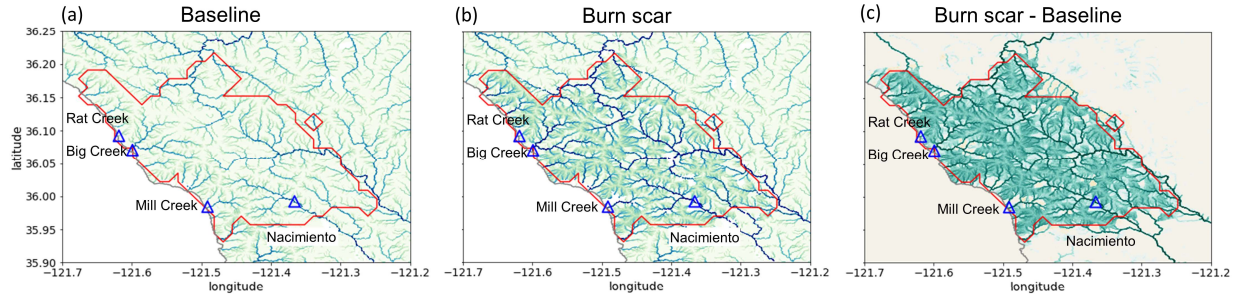 (a) Baseline
(b) Burn scar
(c) Burn scar - Baseline
36.25
36.20
36.15
36.10
36.05
36.00
35.95
35.90
latitude
Rat Creek
Big Creek
Mill Creek
Nacimiento
−121.7 −121.6 −121.5 −121.4 −121.3 −121.2
longitude
Rat Creek
Big Creek
Mill Creek
Nacimiento
−121.7 −121.6 −121.5 −121.4 −121.3 −121.2
longitude
Rat Creek
Big Creek
Mill Creek
Nacimiento
−121.7 −121.6 −121.5 −121.4 −121.3 −121.2
longitude